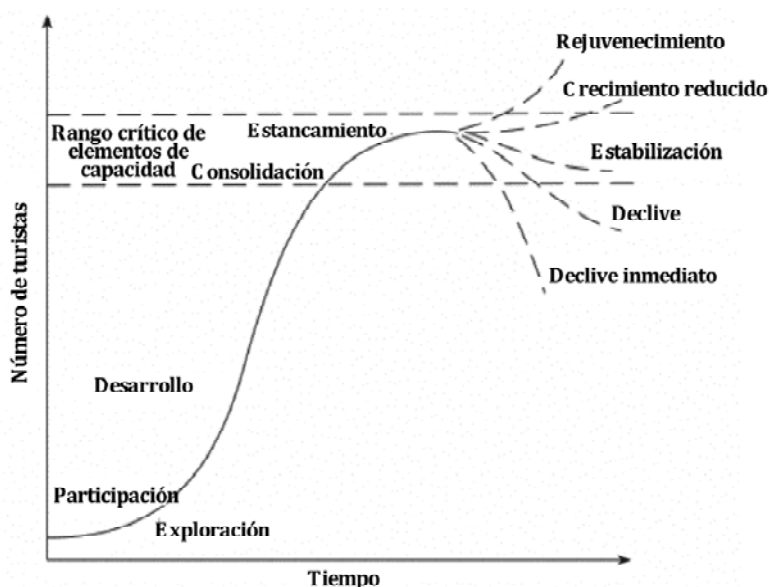 Rejuvenecimiento
Crecimiento reducido
Rango crítico de
elementos de
capacidad
Estancamiento
Consolidación
Estabilización
Declive
Declive inmediato
Número de turistas
Desarrollo
Participación
Exploración
Tiempo